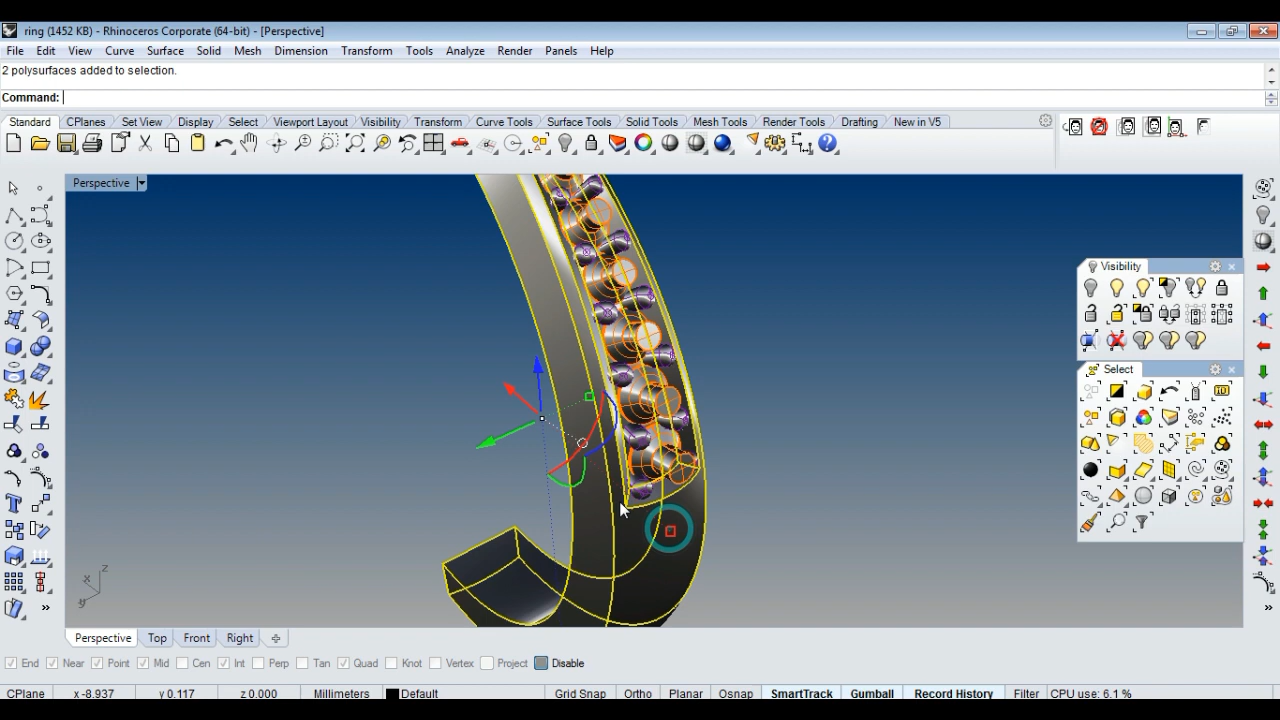 ring (1452 KB) - Rhinoceros Corporate (64-bit) - [Perspective]
File Edit View Curve Surface Solid Mesh Dimension Transform Tools Analyze Render Panels Help
2 polysurfaces added to selection.
Command:
Standard CPlanes Set View Display Select Viewport Layout Visibility Transform Curve Tools Surface Tools Solid Tools Mesh Tools Render Tools Drafting New in V5
Perspective
Visibility
Select
z
x
y
Perspective Top Front Right
End Near Point Mid Cen Int Perp Tan Quad Knot Vertex Project Disable
CPlane x -8.937 y 0.117 z 0.000 Millimeters Default Grid Snap Ortho Planar Osnap SmartTrack Gumball Record History Filter CPU use: 6.1 %